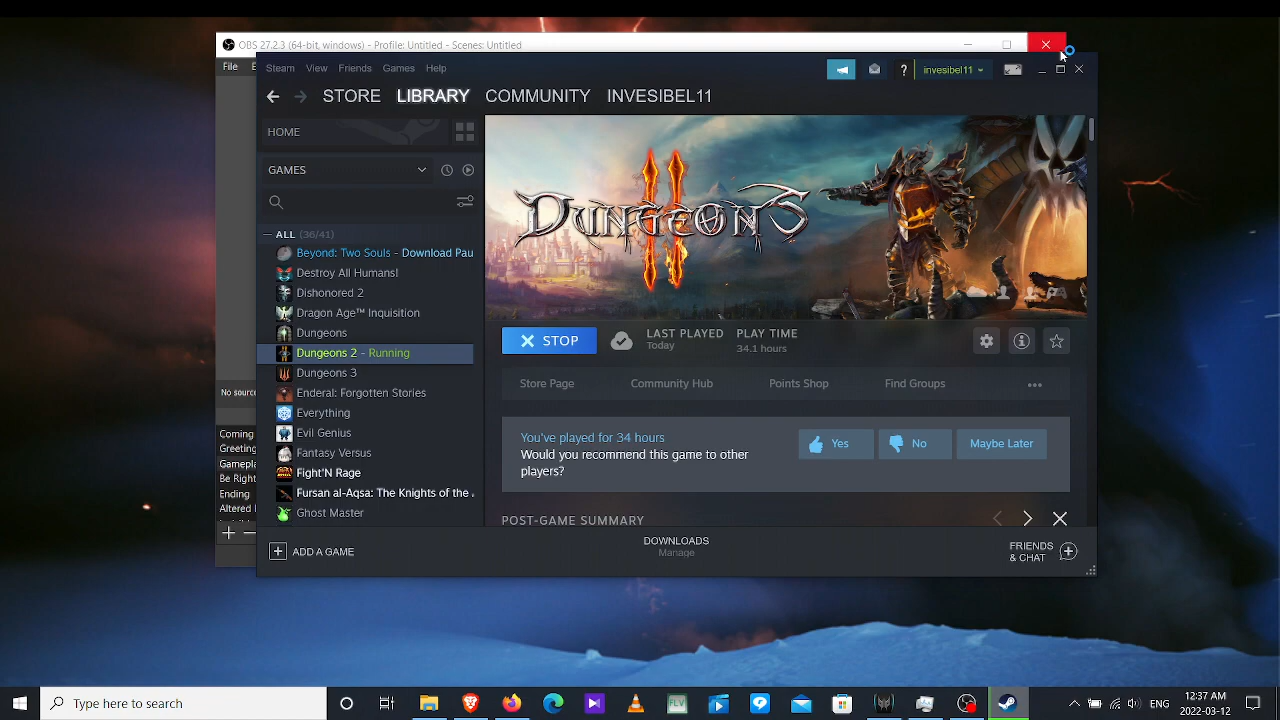 OBS 27.2.3 (64-bit, windows) - Profile: Untitled - Scenes: Untitled
File
Steam View Friends Games Help
? invesibel11
STORE LIBRARY COMMUNITY INVESIBEL11
HOME
GAMES
ALL (36/41)
Beyond: Two Souls - Download Pau
Destroy All Humans!
Dishonored 2
Dragon Age™ Inquisition
Dungeons
Dungeons 2 - Running
Dungeons 3
Enderal: Forgotten Stories
Everything
Evil Genius
Fantasy Versus
Fight'N Rage
Fursan al-Aqsa: The Knights of the
Ghost Master
No source
Coming
Greeting
Gamepla
Be Right
Ending
Altered
ADD A GAME
DUNGEONS II
STOP
LAST PLAYED
Today
PLAY TIME
34.1 hours
Store Page Community Hub Points Shop Find Groups
You've played for 34 hours
Would you recommend this game to other
players?
Yes No Maybe Later
POST-GAME SUMMARY
DOWNLOADS
Manage
FRIENDS
& CHAT
Type here to search
FLV
ENG
12:37 AM
2022-03-12